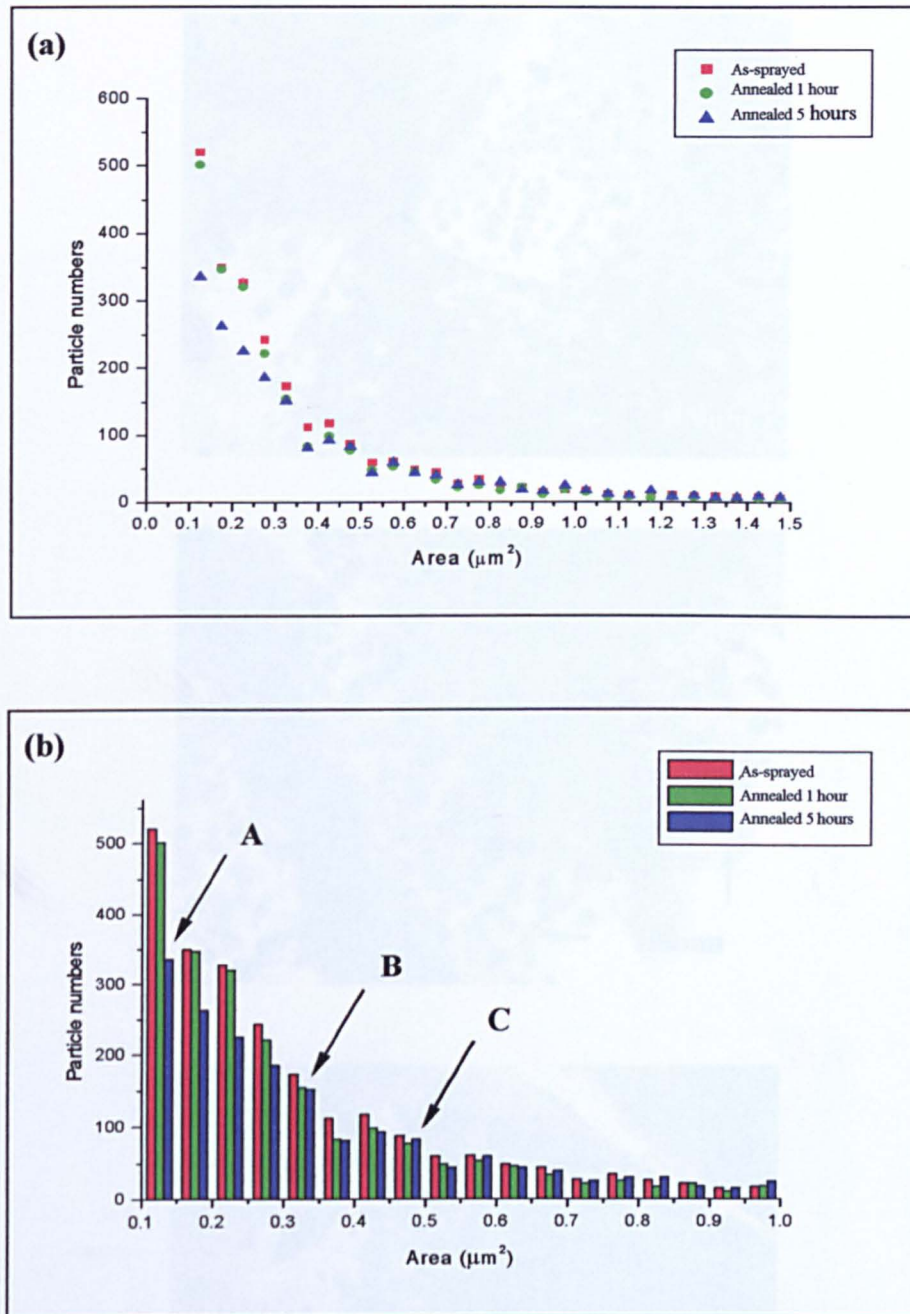 (a)
As-sprayed
Annealed 1 hour
Annealed 5 hours
600
500
400
300
200
100
0
Particle numbers
0.0 0.1 0.2 0.3 0.4 0.5 0.6 0.7 0.8 0.9 1.0 1.1 1.2 1.3 1.4 1.5
Area (μm²)
(b)
As-sprayed
Annealed 1 hour
Annealed 5 hours
A
B
C
500
400
300
200
100
0
Particle numbers
0.1 0.2 0.3 0.4 0.5 0.6 0.7 0.8 0.9 1.0
Area (μm²)